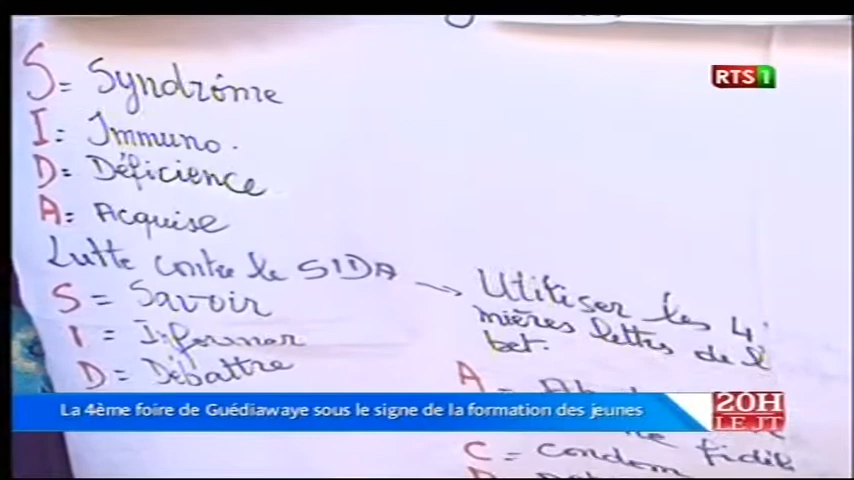 S = Syndrôme
I = Immuno.
D = Déficience
A = Acquise
Lutte contre le SIDA → Utiliser les 4
S = Savoir
I = Informer
D = Débattre
mières lettres de l'
bet.
A =
C = condom
fidel
RTS1
La 4ème foire de Guédiawaye sous le signe de la formation des jeunes
20H
LE JT